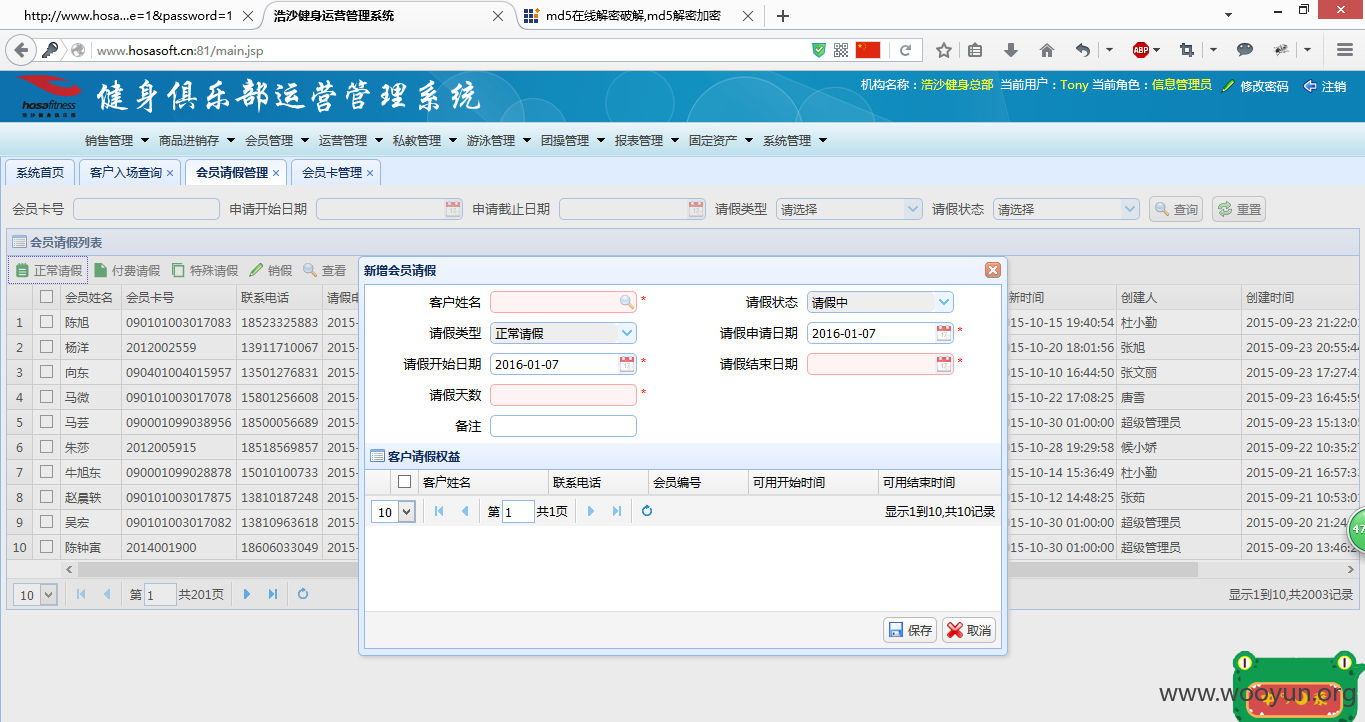 http://www.hosa...e=1&password=1
浩沙健身运营管理系统
md5在线解密破解,md5解密加密
www.hosasoft.cn:81/main.jsp
ABP
hosafitness
健身俱乐部运营管理系统
机构名称：浩沙健身总部 当前用户：Tony 当前角色：信息管理员 修改密码 注销
销售管理 商品进销存 会员管理 运营管理 私教管理 游泳管理 团操管理 报表管理 固定资产 系统管理
系统首页 客户入场查询 会员请假管理 会员卡管理
会员卡号 申请开始日期 申请截止日期 请假类型 请选择 请假状态 请选择 查询 重置
会员请假列表
正常请假 付费请假 特殊请假 销假 查看
会员姓名 会员卡号 联系电话 请假申 新时间 创建人 创建时间
1 陈旭 090101003017083 18523325883 2015- 15-10-15 19:40:54 杜小勤 2015-09-23 21:22:0
2 杨洋 2012002559 13911710067 2015- 15-10-20 18:01:56 张旭 2015-09-23 20:55:4
3 向东 090401004015957 13501276831 2015- 15-10-10 16:44:50 张文丽 2015-09-23 17:27:4
4 马微 090101003017078 15801256608 2015- 15-10-22 17:08:25 唐雪 2015-09-23 16:45:5
5 马芸 090001099038956 18500056689 2015- 15-10-30 01:00:00 超级管理员 2015-09-23 15:13:0
6 朱莎 2012005915 18518569857 2015- 15-10-28 19:29:58 候小娇 2015-09-22 10:35:2
7 牛旭东 090001099028878 15010100733 2015- 15-10-14 15:36:49 杜小勤 2015-09-21 16:57:3
8 赵晨轶 090101003017875 13810187248 2015- 15-10-12 14:48:25 张茹 2015-09-21 10:53:0
9 吴宏 090101003017082 13810963618 2015- 15-10-30 01:00:00 超级管理员 2015-09-20 21:24
10 陈钟寅 2014001900 18606033049 2015- 15-10-30 01:00:00 超级管理员 2015-09-20 13:46:2
10 第 1 共201页 显示1到10,共2003记录
新增会员请假
客户姓名 * 请假状态 请假中
请假类型 正常请假 请假申请日期 2016-01-07 *
请假开始日期 2016-01-07 * 请假结束日期 *
请假天数 *
备注
客户请假权益
客户姓名 联系电话 会员编号 可用开始时间 可用结束时间
10 第 1 共1页 显示1到10,共10记录
保存 取消
47
www.wooyun.org